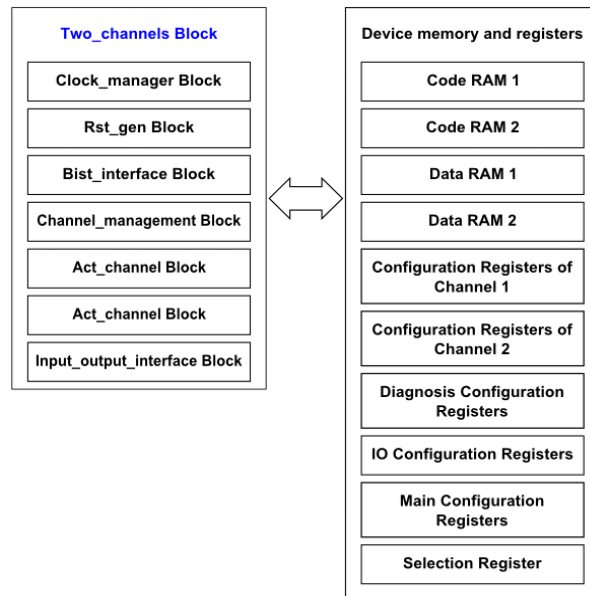 Two_channels Block
Clock_manager Block
Rst_gen Block
Bist_interface Block
Channel_management Block
Act_channel Block
Act_channel Block
Input_output_interface Block
Device memory and registers
Code RAM 1
Code RAM 2
Data RAM 1
Data RAM 2
Configuration Registers of
Channel 1
Configuration Registers of
Channel 2
Diagnosis Configuration
Registers
IO Configuration Registers
Main Configuration
Registers
Selection Register